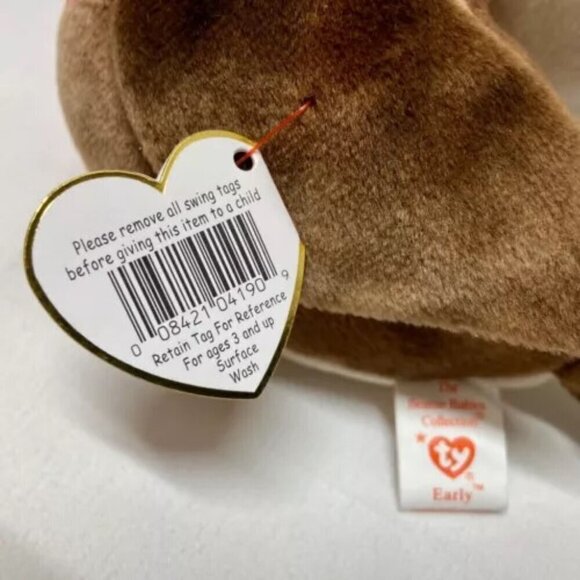 Please remove all swing tags
before giving this item to a child
0 08421 04190 9
Retain Tag For Reference
For ages 3 and up
Surface
Wash
The
Beanie Babies
Collection®
ty ®
Early™